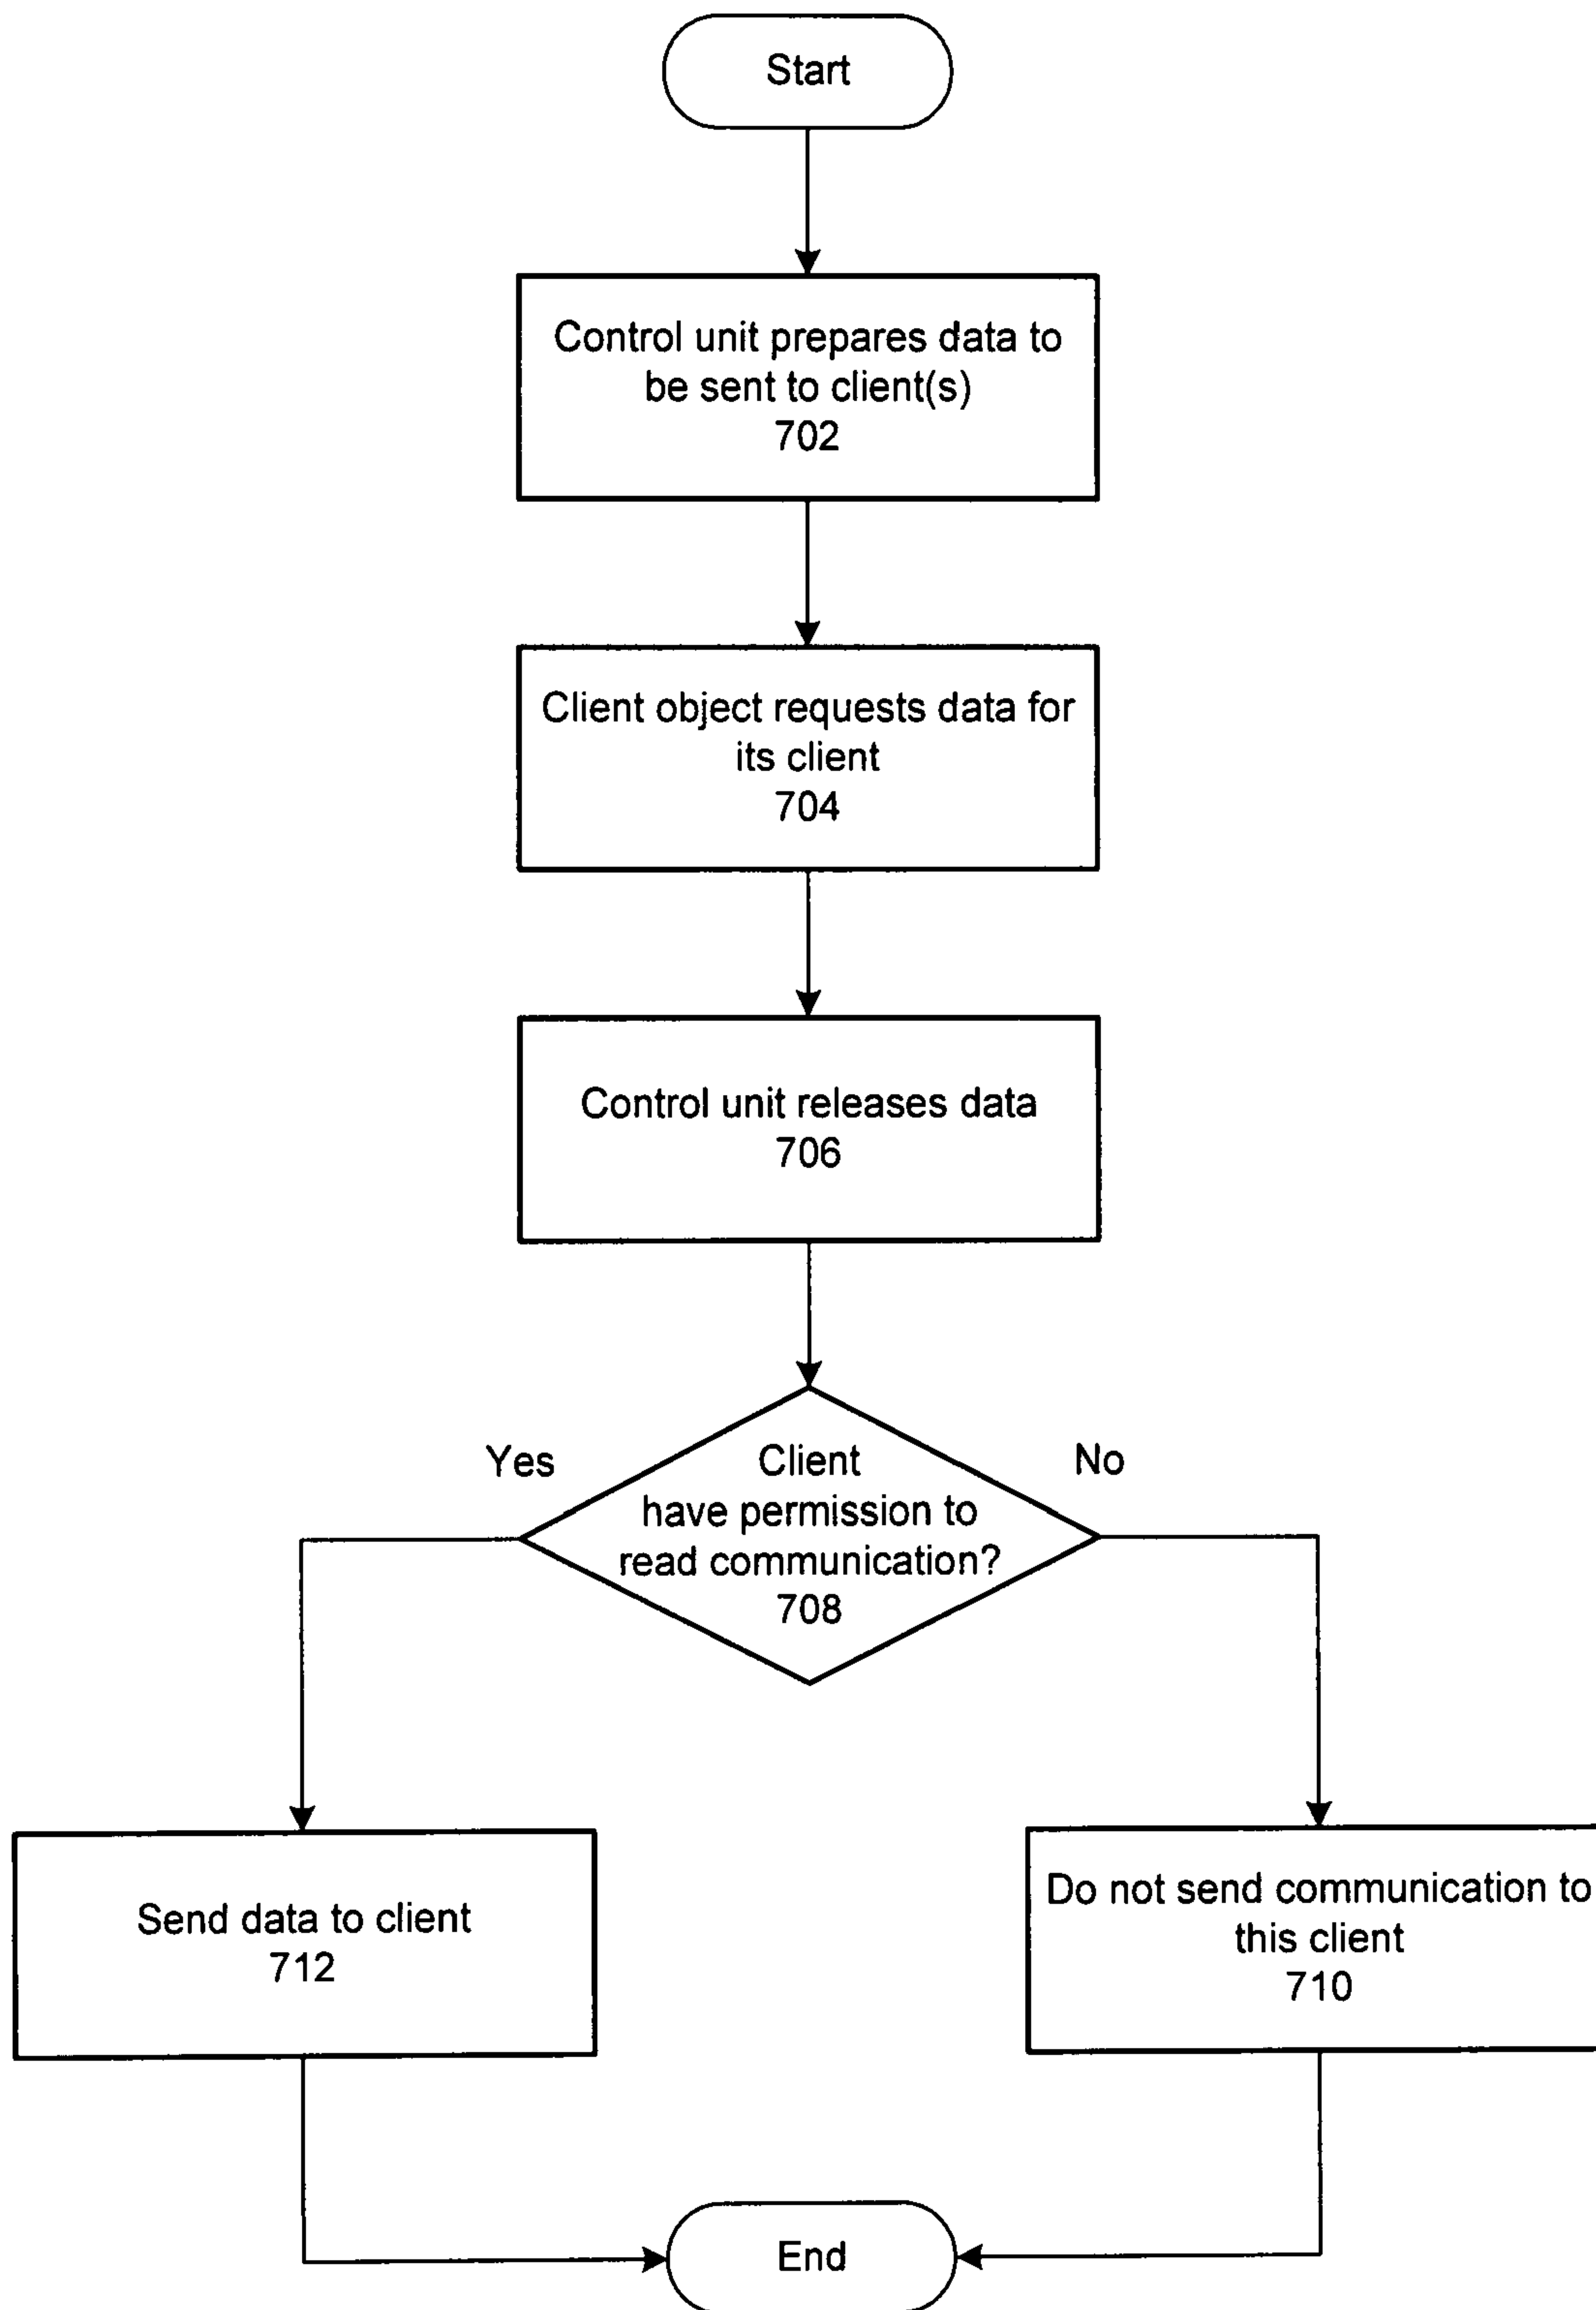 Start
Control unit prepares data to
be sent to client(s)
702
Client object requests data for
its client
704
Control unit releases data
706
Yes
No
Client
have permission to
read communication?
708
Send data to client
712
Do not send communication to
this client
710
End